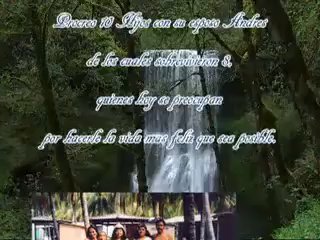 Procreo 10 Hijos con su esposo Andres
de los cuales sobrevivieron 8,
quienes hoy se preocupan
por hacerle la vida mas feliz que sea posible.